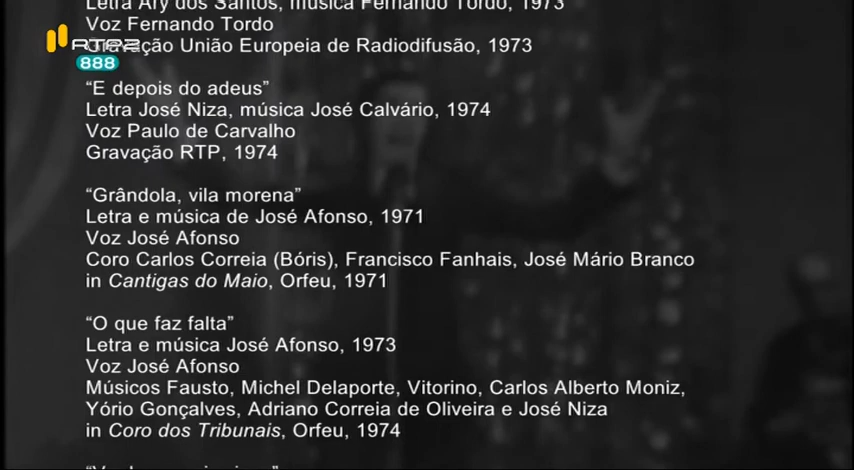 Letra Ary dos Santos, música Fernando Tordo, 1973
Voz Fernando Tordo
Gravação União Europeia de Radiodifusão, 1973
RTP2
888
“E depois do adeus”
Letra José Niza, música José Calvário, 1974
Voz Paulo de Carvalho
Gravação RTP, 1974
“Grândola, vila morena”
Letra e música de José Afonso, 1971
Voz José Afonso
Coro Carlos Correia (Bóris), Francisco Fanhais, José Mário Branco
in Cantigas do Maio, Orfeu, 1971
“O que faz falta”
Letra e música José Afonso, 1973
Voz José Afonso
Músicos Fausto, Michel Delaporte, Vitorino, Carlos Alberto Moniz,
Yório Gonçalves, Adriano Correia de Oliveira e José Niza
in Coro dos Tribunais, Orfeu, 1974